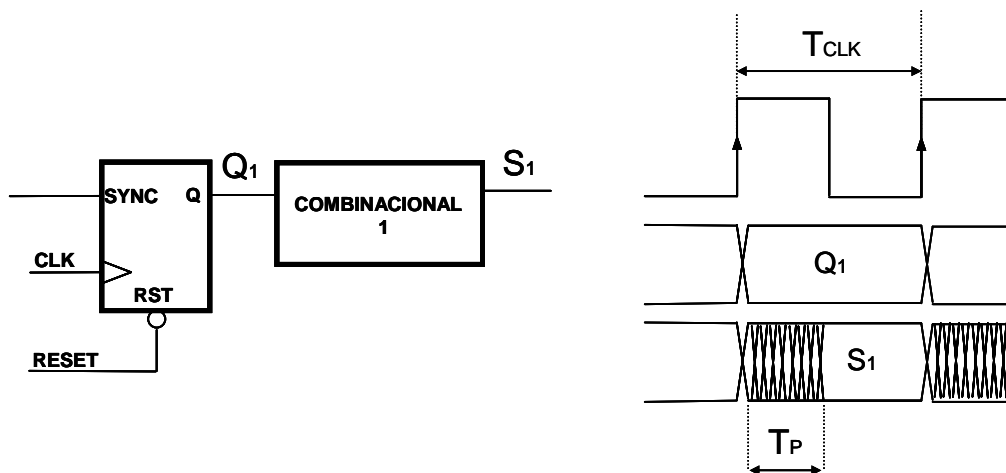 SYNC Q
CLK
RST
RESET
Q1
COMBINACIONAL
1
S1
TCLK
Q1
S1
TP